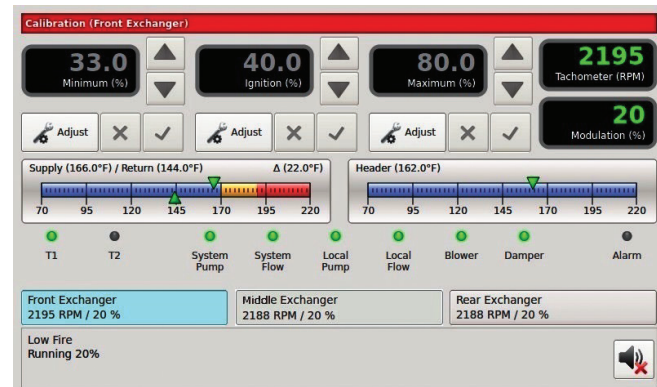 Calibration (Front Exchanger)
33.0
Minimum (%)
40.0
Ignition (%)
80.0
Maximum (%)
2195
Tachometer (RPM)
20
Modulation (%)
Adjust
Adjust
Adjust
Supply (166.0°F) / Return (144.0°F) Δ (22.0°F)
70 95 120 145 170 195 220
Header (162.0°F)
70 95 120 145 170 195 220
T1 T2 System Pump System Flow Local Pump Local Flow Blower Damper Alarm
Front Exchanger
2195 RPM / 20 %
Middle Exchanger
2188 RPM / 20 %
Rear Exchanger
2188 RPM / 20 %
Low Fire
Running 20%